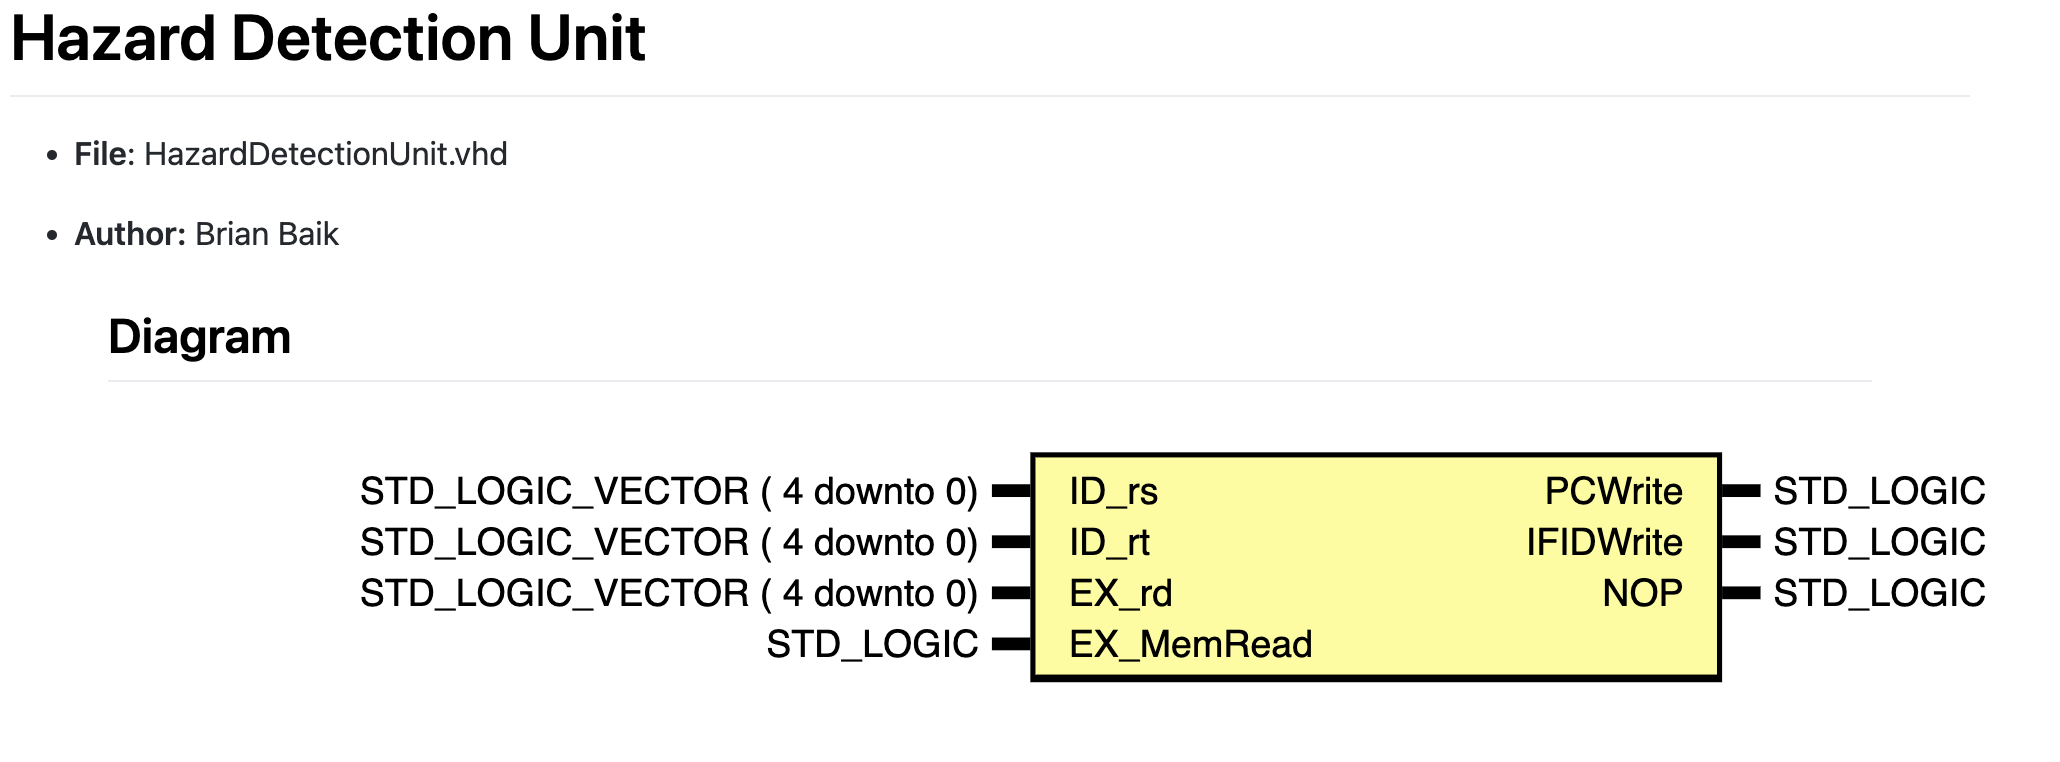 Hazard Detection Unit
• File: HazardDetectionUnit.vhd
• Author: Brian Baik
Diagram
STD_LOGIC_VECTOR ( 4 downto 0) ID_rs PCWrite STD_LOGIC
STD_LOGIC_VECTOR ( 4 downto 0) ID_rt IFIDWrite STD_LOGIC
STD_LOGIC_VECTOR ( 4 downto 0) EX_rd NOP STD_LOGIC
STD_LOGIC EX_MemRead